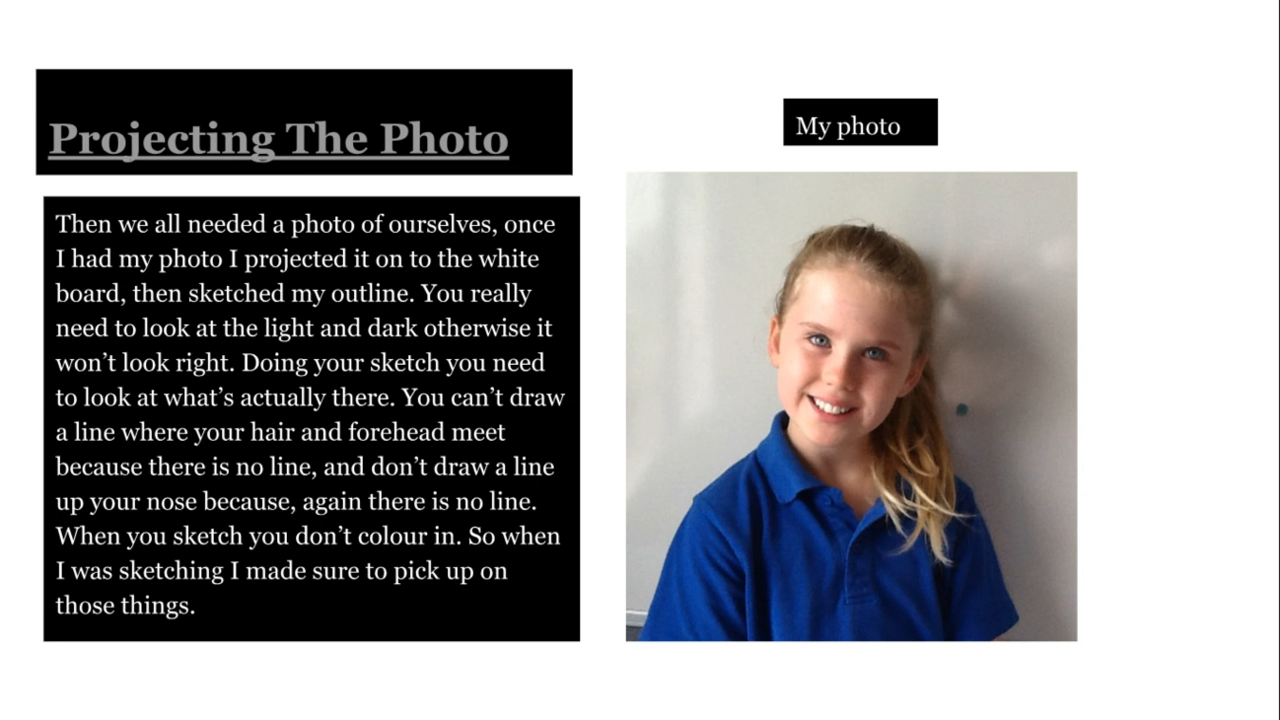 Projecting The Photo
Then we all needed a photo of ourselves, once
I had my photo I projected it on to the white
board, then sketched my outline. You really
need to look at the light and dark otherwise it
won’t look right. Doing your sketch you need
to look at what’s actually there. You can’t draw
a line where your hair and forehead meet
because there is no line, and don’t draw a line
up your nose because, again there is no line.
When you sketch you don’t colour in. So when
I was sketching I made sure to pick up on
those things.
My photo